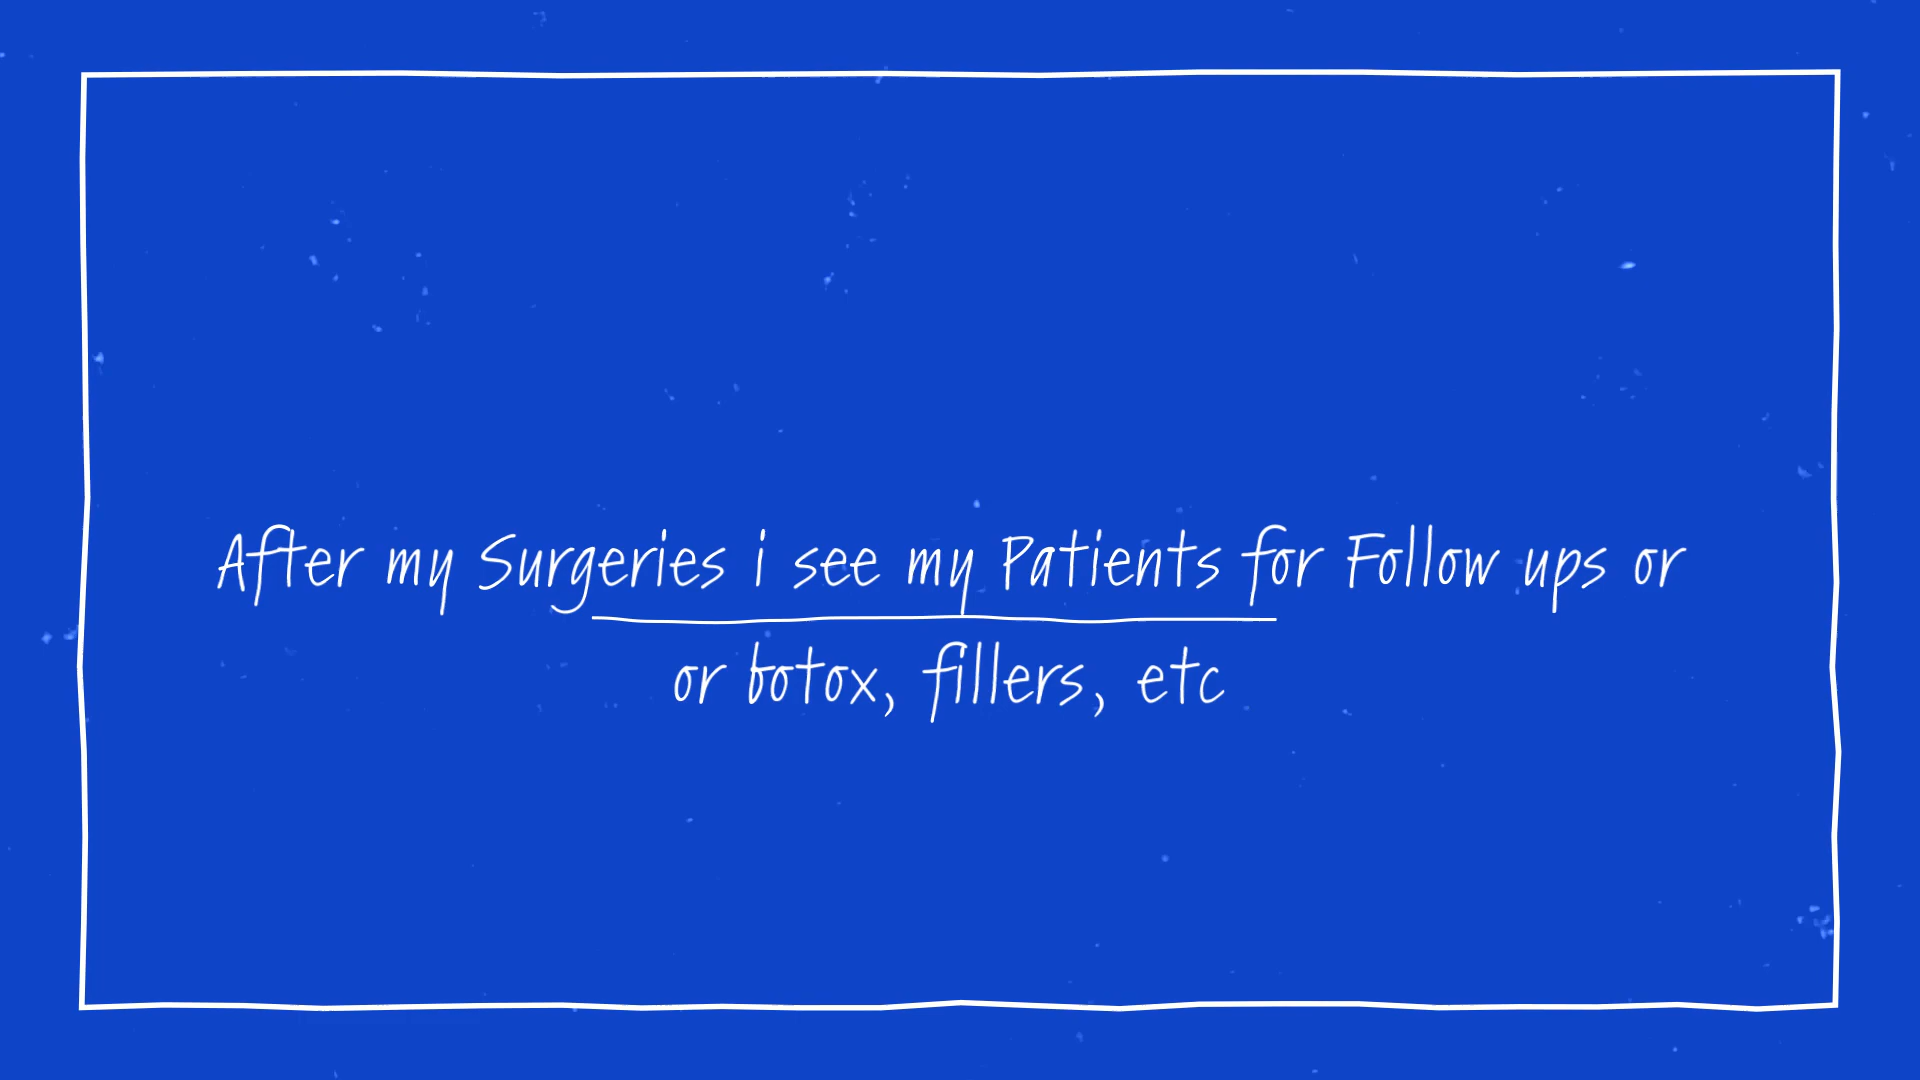 After my Surgeries i see my Patients for Follow ups or
or botox, fillers, etc